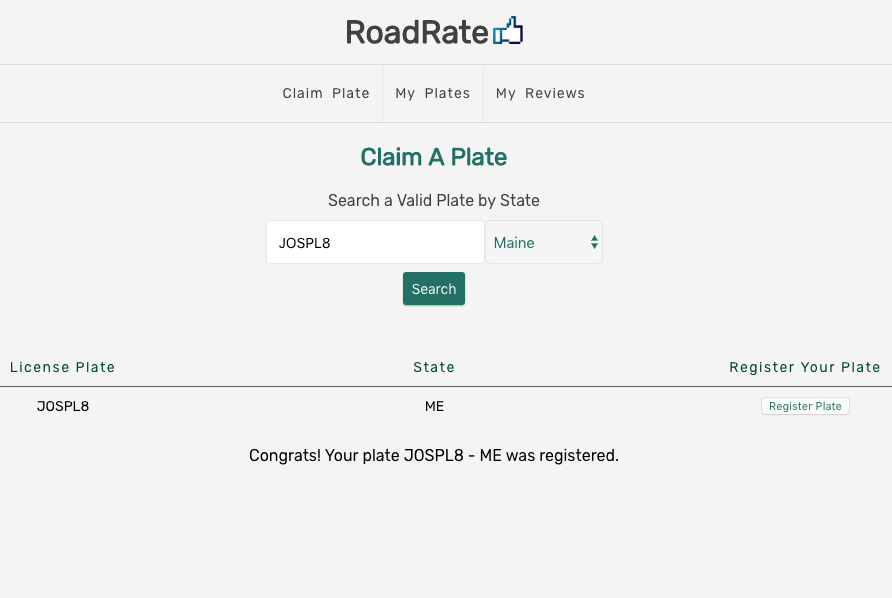 RoadRate
Claim Plate My Plates My Reviews
Claim A Plate
Search a Valid Plate by State
JOSPL8 Maine
Search
License Plate State Register Your Plate
JOSPL8 ME Register Plate
Congrats! Your plate JOSPL8 - ME was registered.